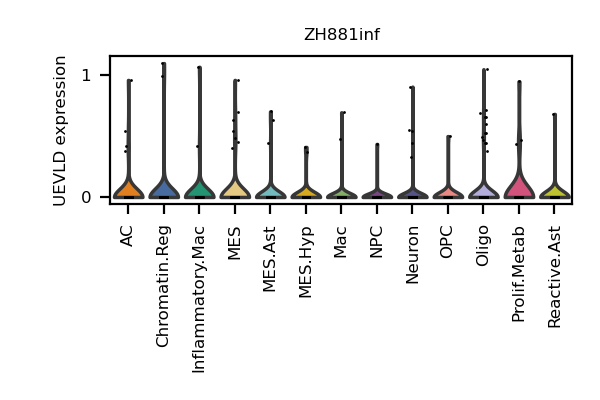 ZH881inf
UEVLD expression
1
0
AC
Chromatin.Reg
Inflammatory.Mac
MES
MES.Ast
MES.Hyp
Mac
NPC
Neuron
OPC
Oligo
Prolif.Metab
Reactive.Ast